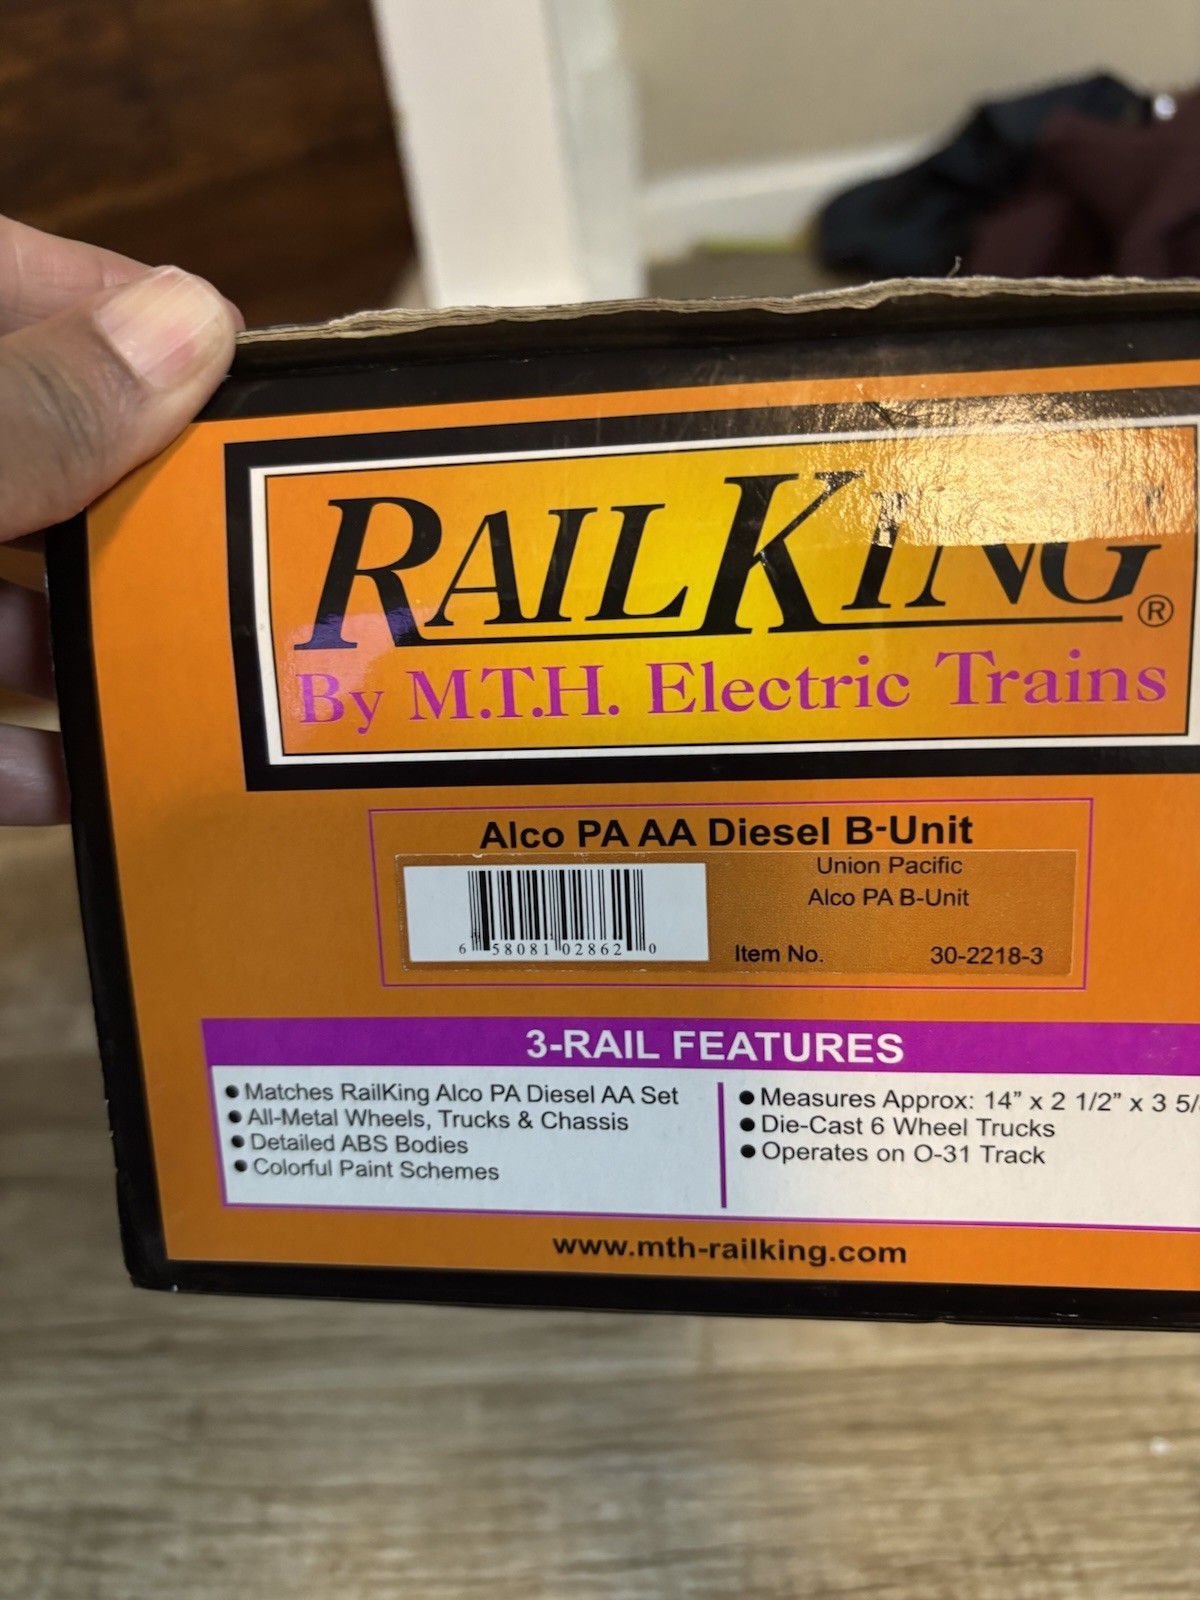 RAILKING®
By M.T.H. Electric Trains
Alco PA AA Diesel B-Unit
Union Pacific
Alco PA B-Unit
6 58081 02862 0
Item No. 30-2218-3
3-RAIL FEATURES
● Matches RailKing Alco PA Diesel AA Set
● All-Metal Wheels, Trucks & Chassis
● Detailed ABS Bodies
● Colorful Paint Schemes
● Measures Approx: 14” x 2 1/2” x 3 5/
● Die-Cast 6 Wheel Trucks
● Operates on O-31 Track
www.mth-railking.com